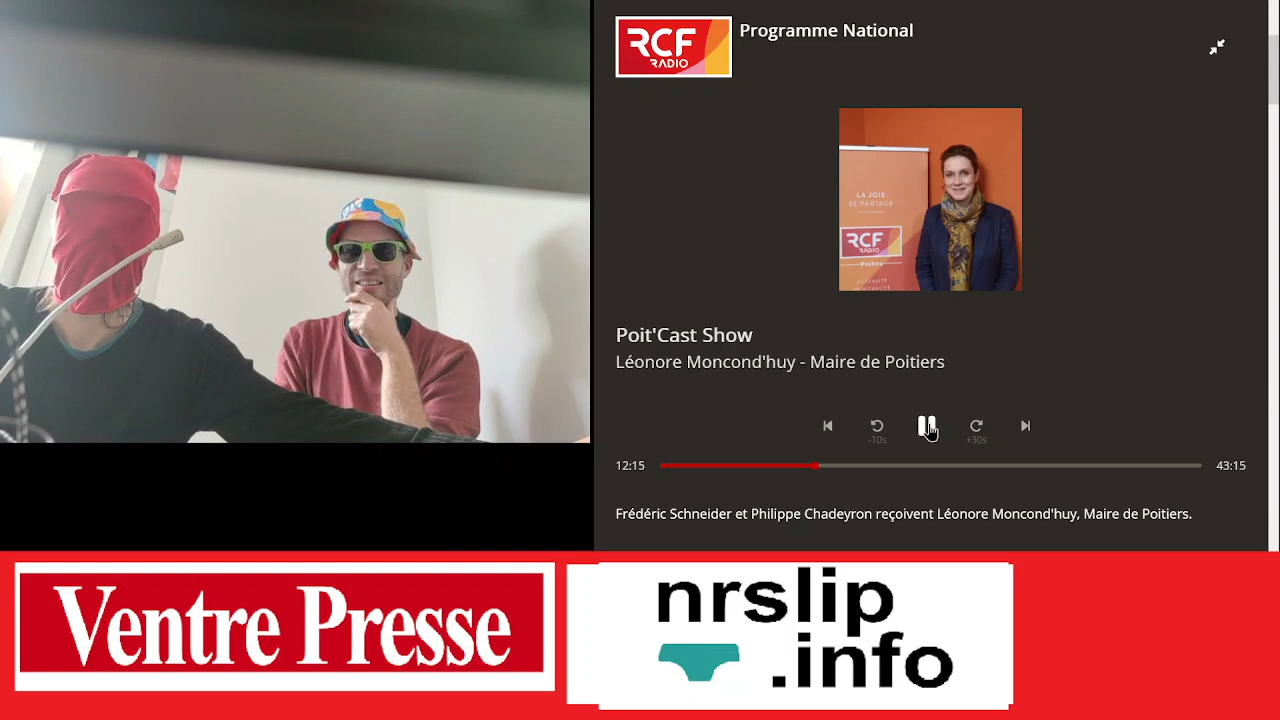 RCF
RADIO
Programme National
LA JOIE
SE PARTAGE
RCF
RADIO
Poitou
ACTUALITÉ
Poit'Cast Show
Léonore Moncond'huy - Maire de Poitiers
-10s
+30s
12:15
43:15
Frédéric Schneider et Philippe Chadeyron reçoivent Léonore Moncond'huy, Maire de Poitiers.
Ventre Presse
nrslip
.info